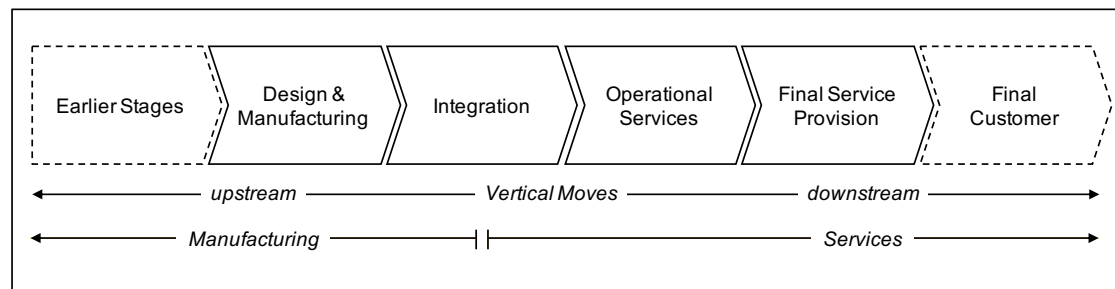 Earlier Stages
Design &
Manufacturing
Integration
Operational
Services
Final Service
Provision
Final
Customer
upstream Vertical Moves downstream
Manufacturing Services